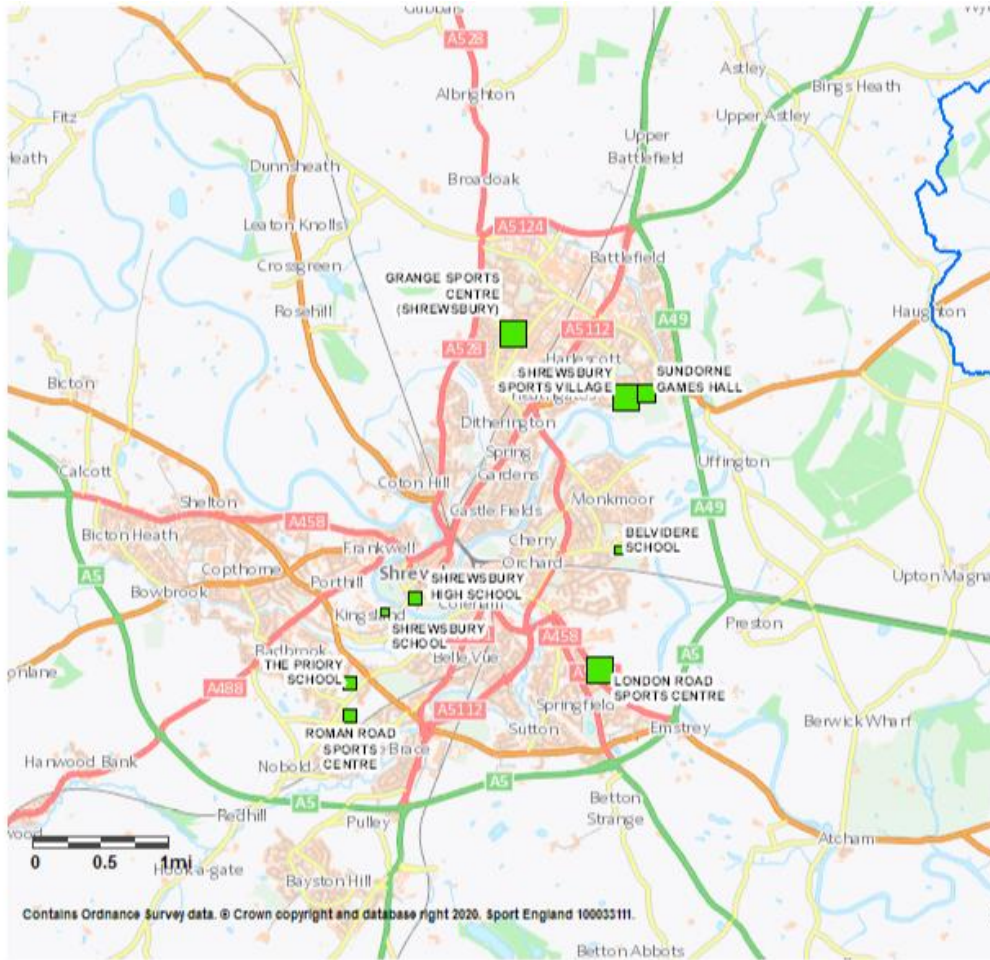 Gubbals
A528
Astley
Albrighton
Bings Heath
Fitz
Upper Astley
Upper
Battlefield
Heath
Dunnsheath
Broadoak
Leaton Knolls
A5124
Crossgreen
Battlefield
GRANGE SPORTS
CENTRE
(SHREWSBURY)
Rosehill
Haughton
A49
A5112
A528
Harlescott
SHREWSBURY
SPORTS VILLAGE
SUNDORNE
GAMES HALL
Bicton
Ditherington
Spring
Gardens
Uffington
Calcott
Coton Hill
Shelton
Monkmoor
Castle Fields
A49
A458
Bicton Heath
BELVIDERE
SCHOOL
Cherry
Orchard
Frankwell
Copthorne
A5
Porthill
SHREWSBURY
HIGH SCHOOL
Upton Magna
Bowbrook
Kingsland
Coleham
Preston
SHREWSBURY
SCHOOL
A458
Radbrook
Belle Vue
A5
THE PRIORY
SCHOOL
A488
LONDON ROAD
SPORTS CENTRE
A5112
Springfield
Sutton
Emstrey
Berwick Wharf
ROMAN ROAD
SPORTS
CENTRE
Brace
Hanwood Bank
Nobold
A5
A5
Betton
Strange
Redhill
Pulley
Atcham
0 0.5 1mi
Hook-a-gate
Bayston Hill
Contains Ordnance Survey data. © Crown copyright and database right 2020. Sport England 100033111.
Betton Abbots